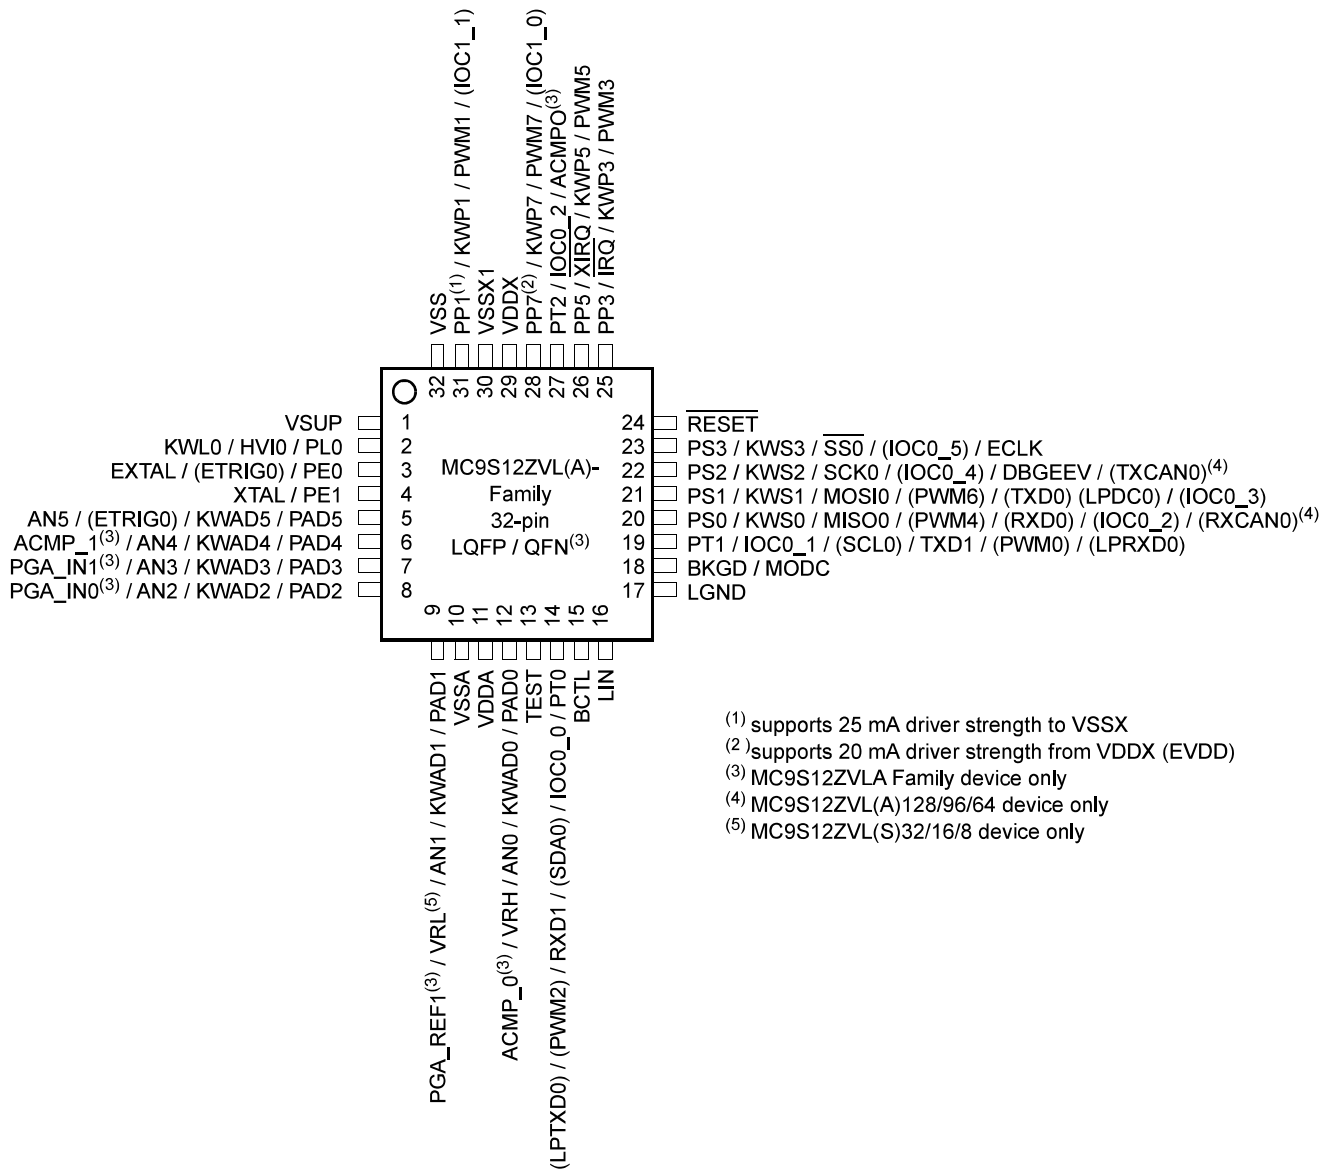 VSS
PP1(1) / KWP1 / PWM1 / (IOC1_1)
VSSX1
VDDX
PP7(2) / KWP7 / PWM7 / (IOC1_0)
PT2 / IOC0_2 / ACMPO(3)
PP5 / XIRQ / KWP5 / PWM5
PP3 / IRQ / KWP3 / PWM3
32
31
30
29
28
27
26
25
VSUP
KWL0 / HVI0 / PL0
EXTAL / (ETRIG0) / PE0
XTAL / PE1
AN5 / (ETRIG0) / KWAD5 / PAD5
ACMP_1(3) / AN4 / KWAD4 / PAD4
PGA_IN1(3) / AN3 / KWAD3 / PAD3
PGA_IN0(3) / AN2 / KWAD2 / PAD2
1
2
3
4
5
6
7
8
MC9S12ZVL(A)-
Family
32-pin
LQFP / QFN(3)
24
23
22
21
20
19
18
17
RESET
PS3 / KWS3 / SS0 / (IOC0_5) / ECLK
PS2 / KWS2 / SCK0 / (IOC0_4) / DBGEEV / (TXCAN0)(4)
PS1 / KWS1 / MOSI0 / (PWM6) / (TXD0) (LPDC0) / (IOC0_3)
PS0 / KWS0 / MISO0 / (PWM4) / (RXD0) / (IOC0_2) / (RXCAN0)(4)
PT1 / IOC0_1 / (SCL0) / TXD1 / (PWM0) / (LPRXD0)
BKGD / MODC
LGND
9
10
11
12
13
14
15
16
PGA_REF1(3) / VRL(5) / AN1 / KWAD1 / PAD1
VSSA
VDDA
ACMP_0(3) / VRH / AN0 / KWAD0 / PAD0
TEST
(LPTXD0) / (PWM2) / RXD1 / (SDA0) / IOC0_0 / PT0
BCTL
LIN
(1) supports 25 mA driver strength to VSSX
(2 )supports 20 mA driver strength from VDDX (EVDD)
(3) MC9S12ZVLA Family device only
(4) MC9S12ZVL(A)128/96/64 device only
(5) MC9S12ZVL(S)32/16/8 device only